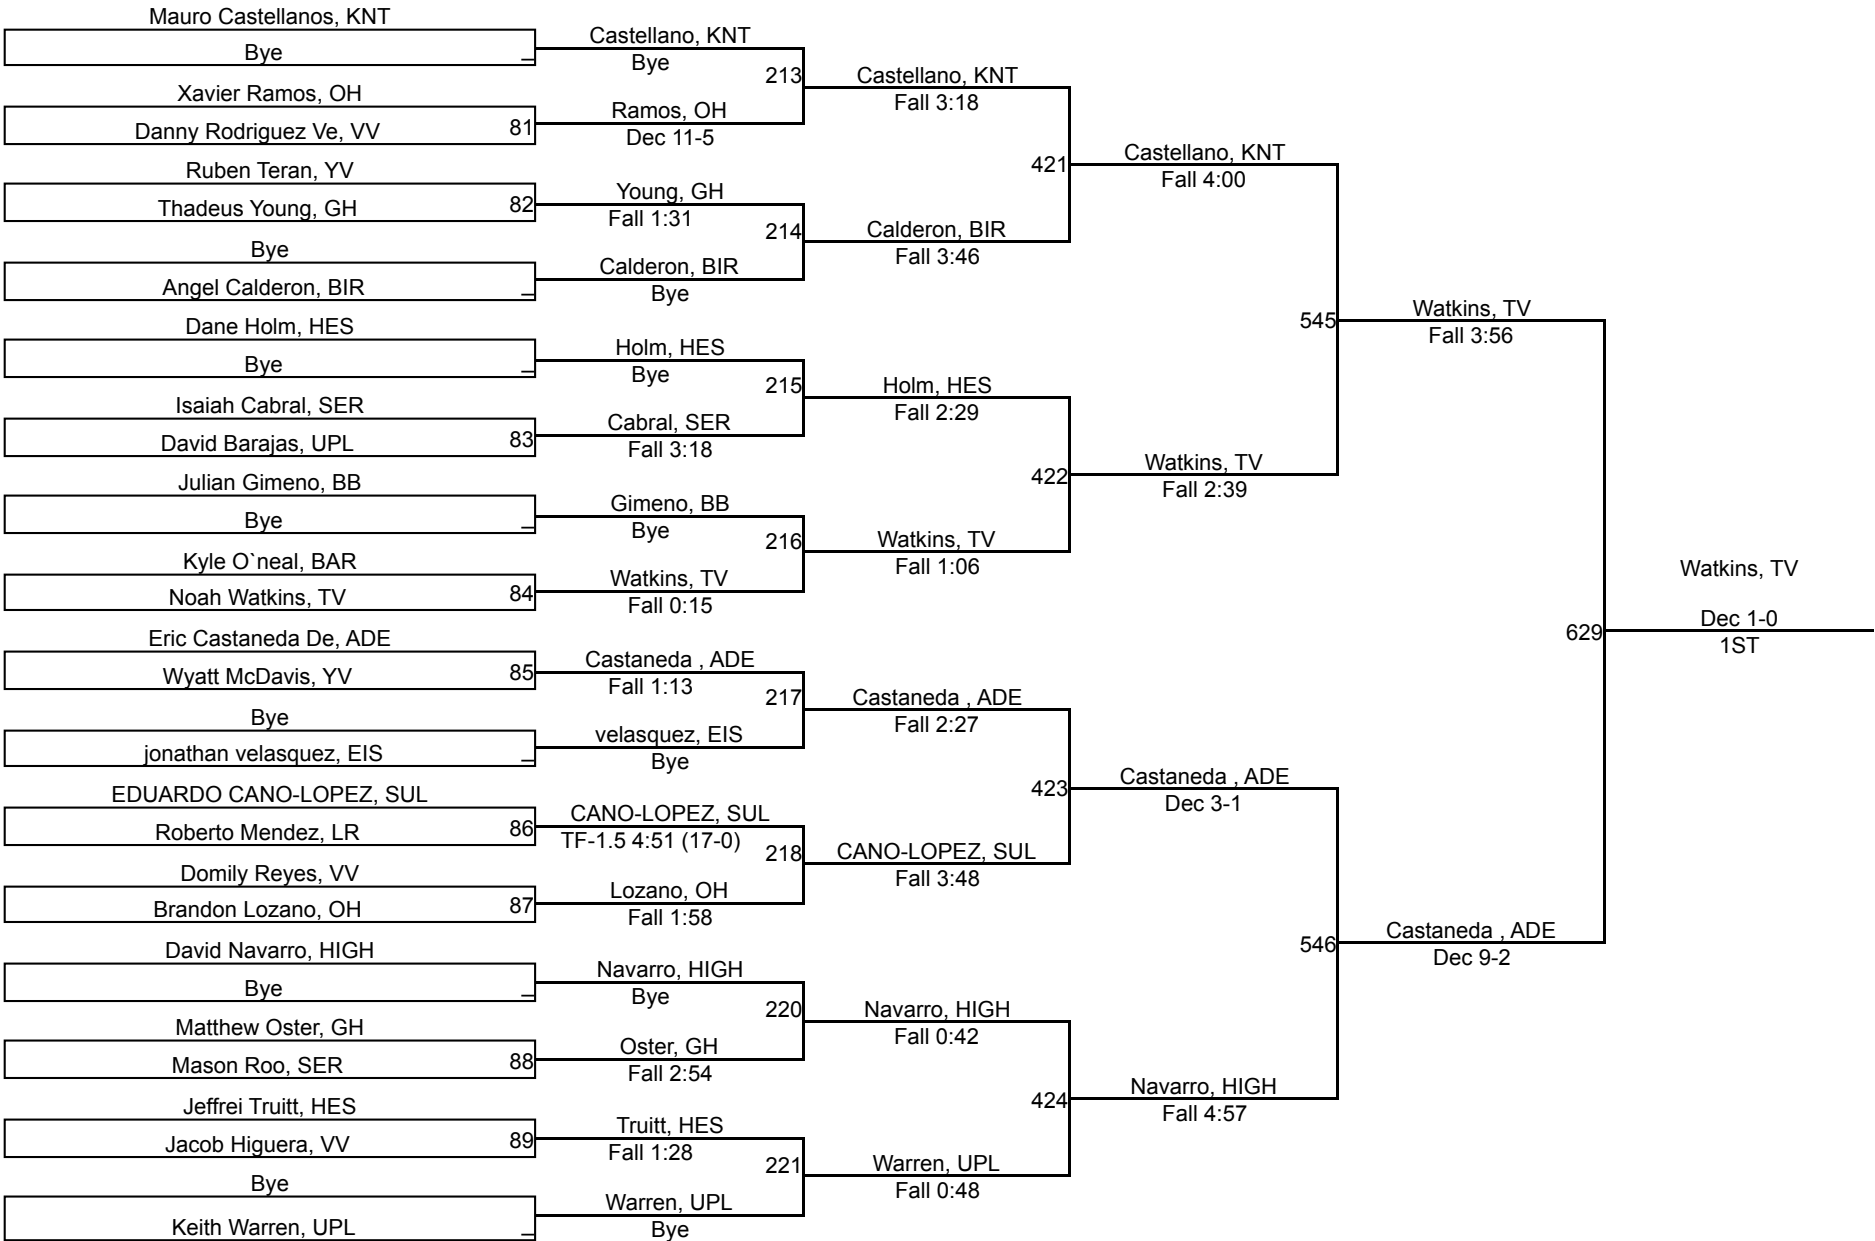 Mauro Castellanos, KNT
Bye
Xavier Ramos, OH
Danny Rodriguez Ve, VV
81
Ruben Teran, YV
Thadeus Young, GH
82
Bye
Angel Calderon, BIR
Dane Holm, HES
Bye
Isaiah Cabral, SER
David Barajas, UPL
83
Julian Gimeno, BB
Bye
Kyle O`neal, BAR
Noah Watkins, TV
84
Eric Castaneda De, ADE
Wyatt McDavis, YV
85
Bye
jonathan velasquez, EIS
EDUARDO CANO-LOPEZ, SUL
Roberto Mendez, LR
86
Domily Reyes, VV
Brandon Lozano, OH
87
David Navarro, HIGH
Bye
Matthew Oster, GH
Mason Roo, SER
88
Jeffrei Truitt, HES
Jacob Higuera, VV
89
Bye
Keith Warren, UPL
Castellano, KNT
Bye
213
Ramos, OH
Dec 11-5
Young, GH
Fall 1:31
214
Calderon, BIR
Bye
Holm, HES
Bye
215
Cabral, SER
Fall 3:18
Gimeno, BB
Bye
216
Watkins, TV
Fall 0:15
Castaneda , ADE
Fall 1:13
217
velasquez, EIS
Bye
CANO-LOPEZ, SUL
TF-1.5 4:51 (17-0)
218
Lozano, OH
Fall 1:58
Navarro, HIGH
Bye
220
Oster, GH
Fall 2:54
Truitt, HES
Fall 1:28
221
Warren, UPL
Bye
Castellano, KNT
Fall 3:18
421
Calderon, BIR
Fall 3:46
Holm, HES
Fall 2:29
422
Watkins, TV
Fall 1:06
Castaneda , ADE
Fall 2:27
423
CANO-LOPEZ, SUL
Fall 3:48
Navarro, HIGH
Fall 0:42
424
Warren, UPL
Fall 0:48
Castellano, KNT
Fall 4:00
545
Watkins, TV
Fall 2:39
Castaneda , ADE
Dec 3-1
546
Navarro, HIGH
Fall 4:57
Watkins, TV
Fall 3:56
629
Castaneda , ADE
Dec 9-2
Watkins, TV
Dec 1-0
1ST